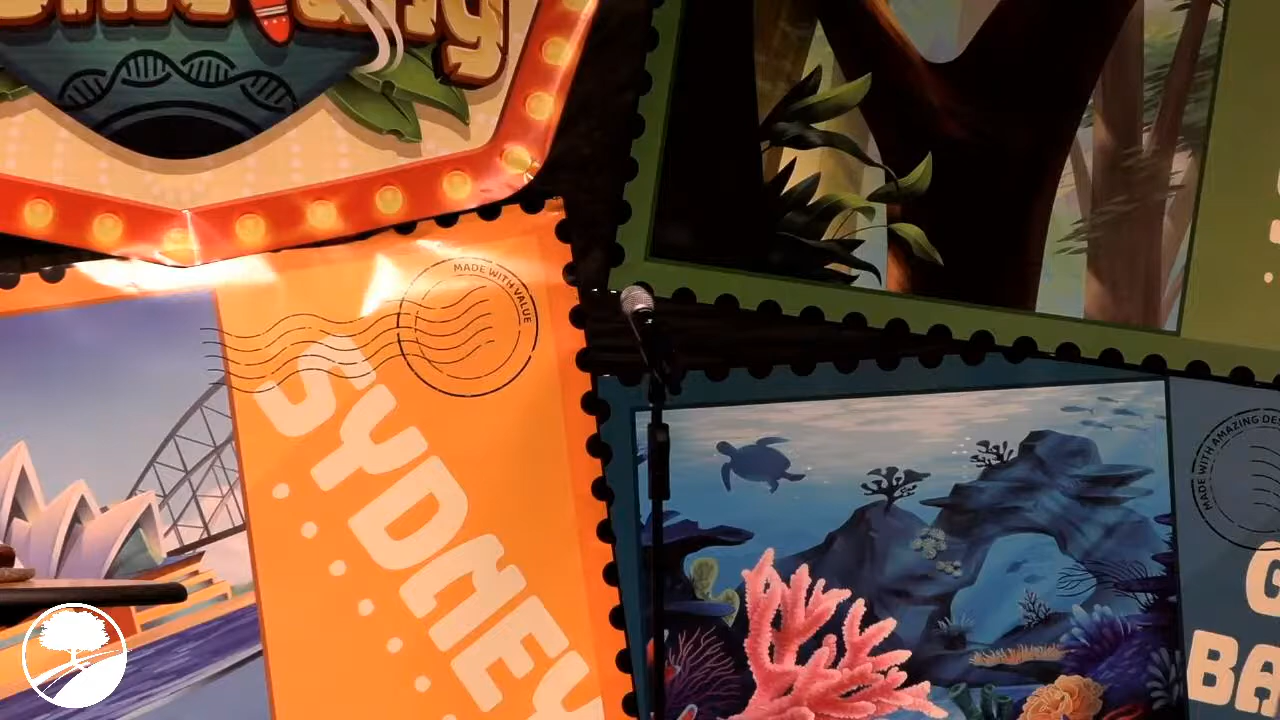 MADE WITH VALUE
SYDNEY
MADE WITH AMAZING DES
G
BA